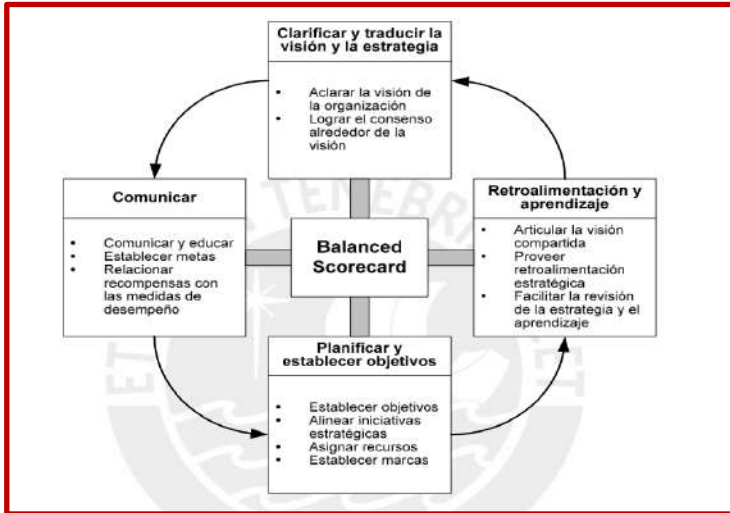 Clarificar y traducir la
visión y la estrategia
• Aclarar la visión de
la organización
• Lograr el consenso
alrededor de la
visión
Comunicar
• Comunicar y educar
• Establecer metas
• Relacionar
recompensas con
las medidas de
desempeño
Balanced
Scorecard
Retroalimentación y
aprendizaje
• Articular la visión
compartida
• Proveer
retroalimentación
estratégica
• Facilitar la revisión
de la estrategia y el
aprendizaje
Planificar y
establecer objetivos
• Establecer objetivos
• Alinear iniciativas
estratégicas
• Asignar recursos
• Establecer marcas